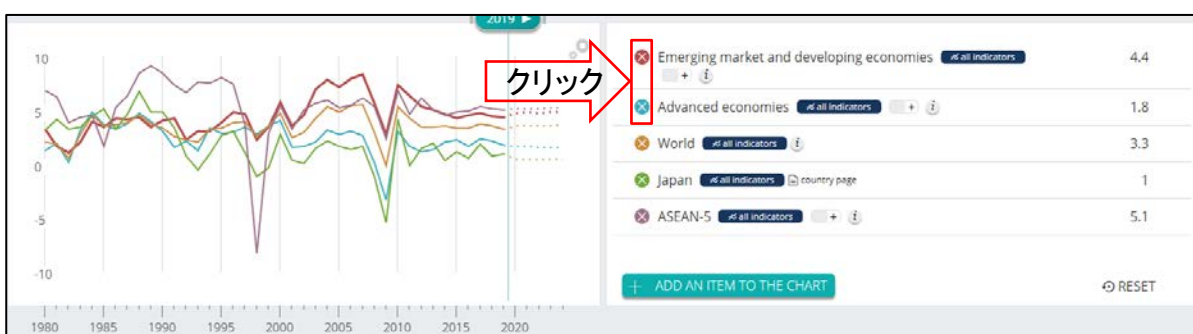 2019 ▶
10
5
0
-5
-10
1980 1985 1990 1995 2000 2005 2010 2015 2020
クリック
Emerging market and developing economies all indicators 4.4
+ i
Advanced economies all indicators + i 1.8
World all indicators i 3.3
Japan all indicators country page 1
ASEAN-5 all indicators + i 5.1
+ ADD AN ITEM TO THE CHART RESET